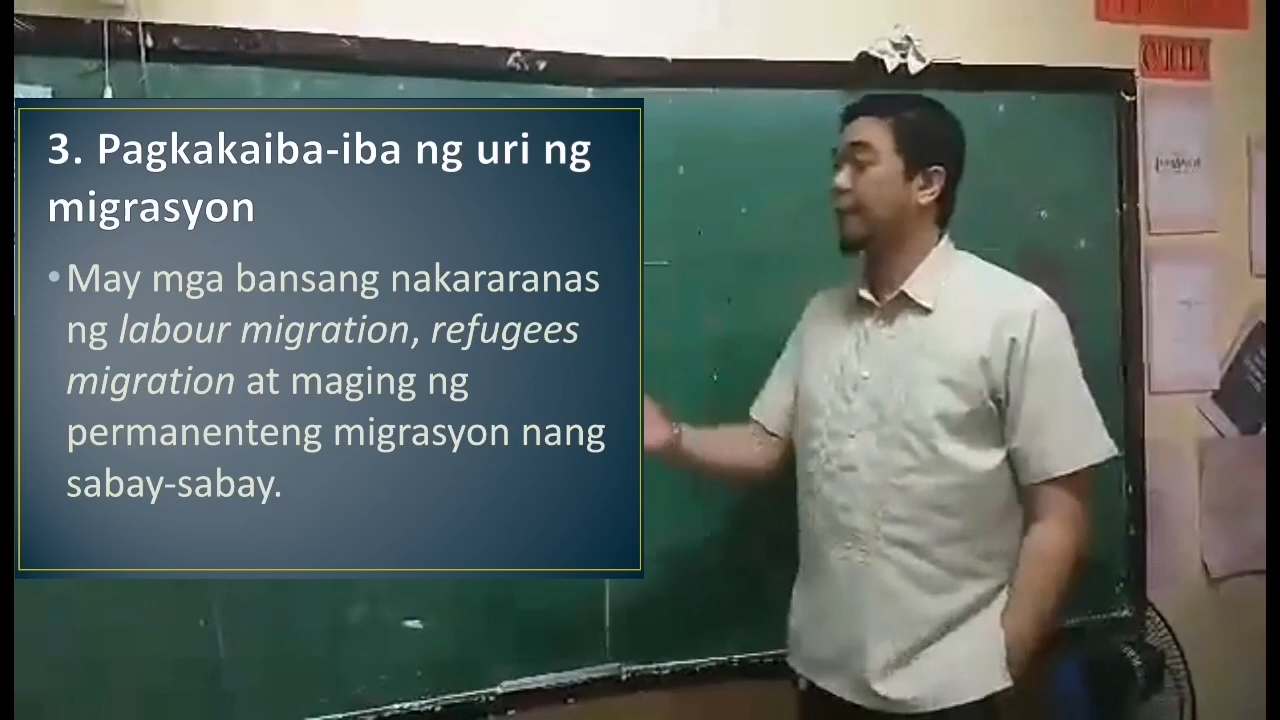 3. Pagkakaiba-iba ng uri ng
migrasyon
•May mga bansang nakararanas
ng labour migration, refugees
migration at maging ng
permanenteng migrasyon nang
sabay-sabay.